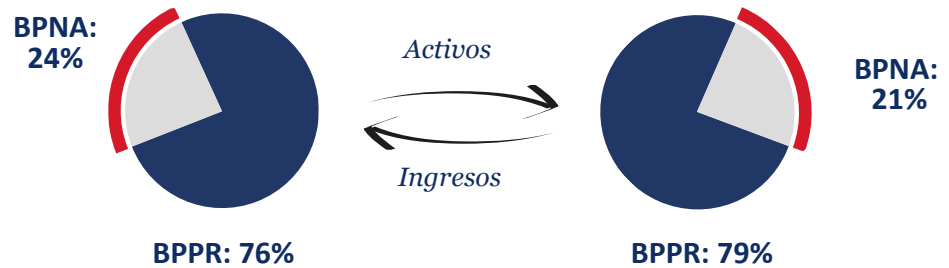 BPNA:
24%
Activos
BPNA:
21%
Ingresos
BPPR: 76%
BPPR: 79%